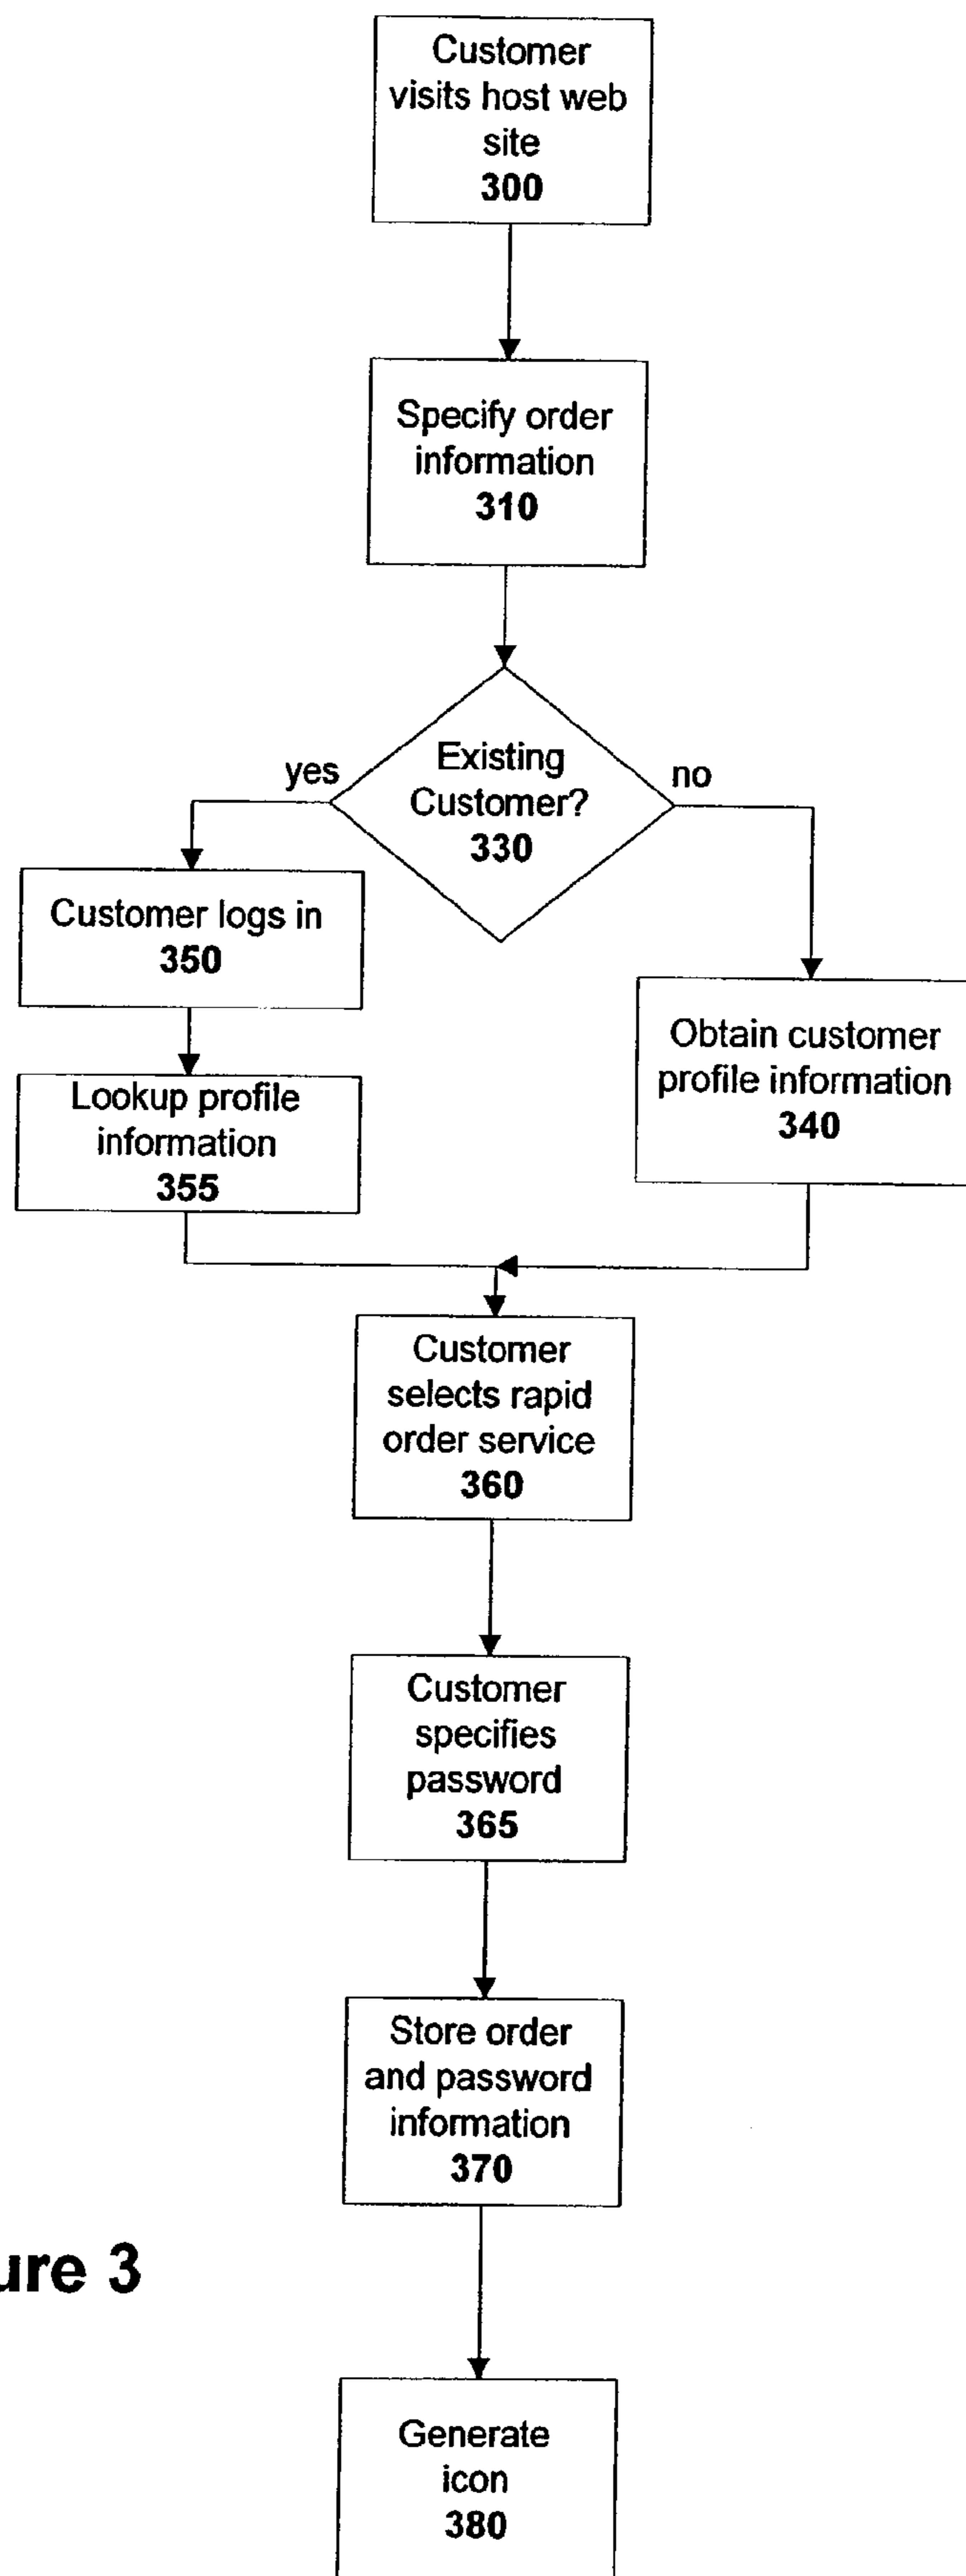 Customer
visits host web
site
300
Specify order
information
310
Existing
Customer?
330
yes
no
Customer logs in
350
Lookup profile
information
355
Obtain customer
profile information
340
Customer
selects rapid
order service
360
Customer
specifies
password
365
Store order
and password
information
370
ure 3
Generate
icon
380